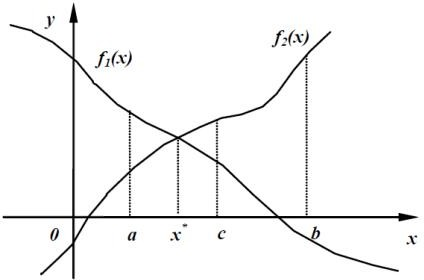 y
f₁(x)
f₂(x)
0 a x* c b x